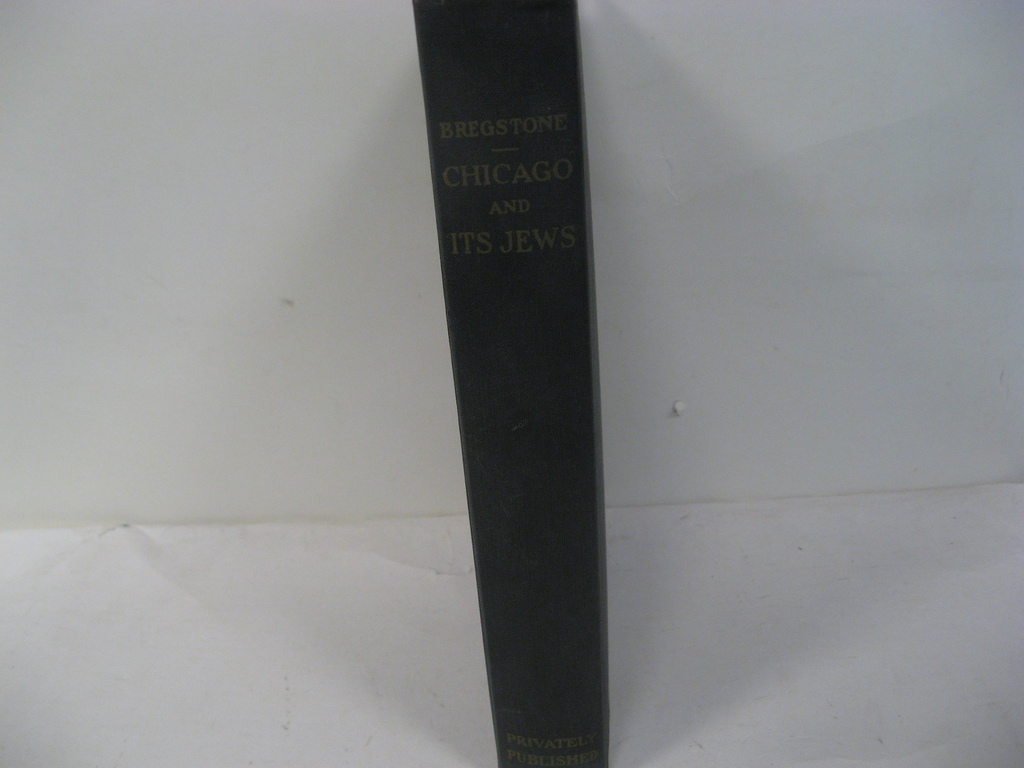 BREGSTONE
CHICAGO
AND
ITS JEWS
PRIVATELY
PUBLISHED